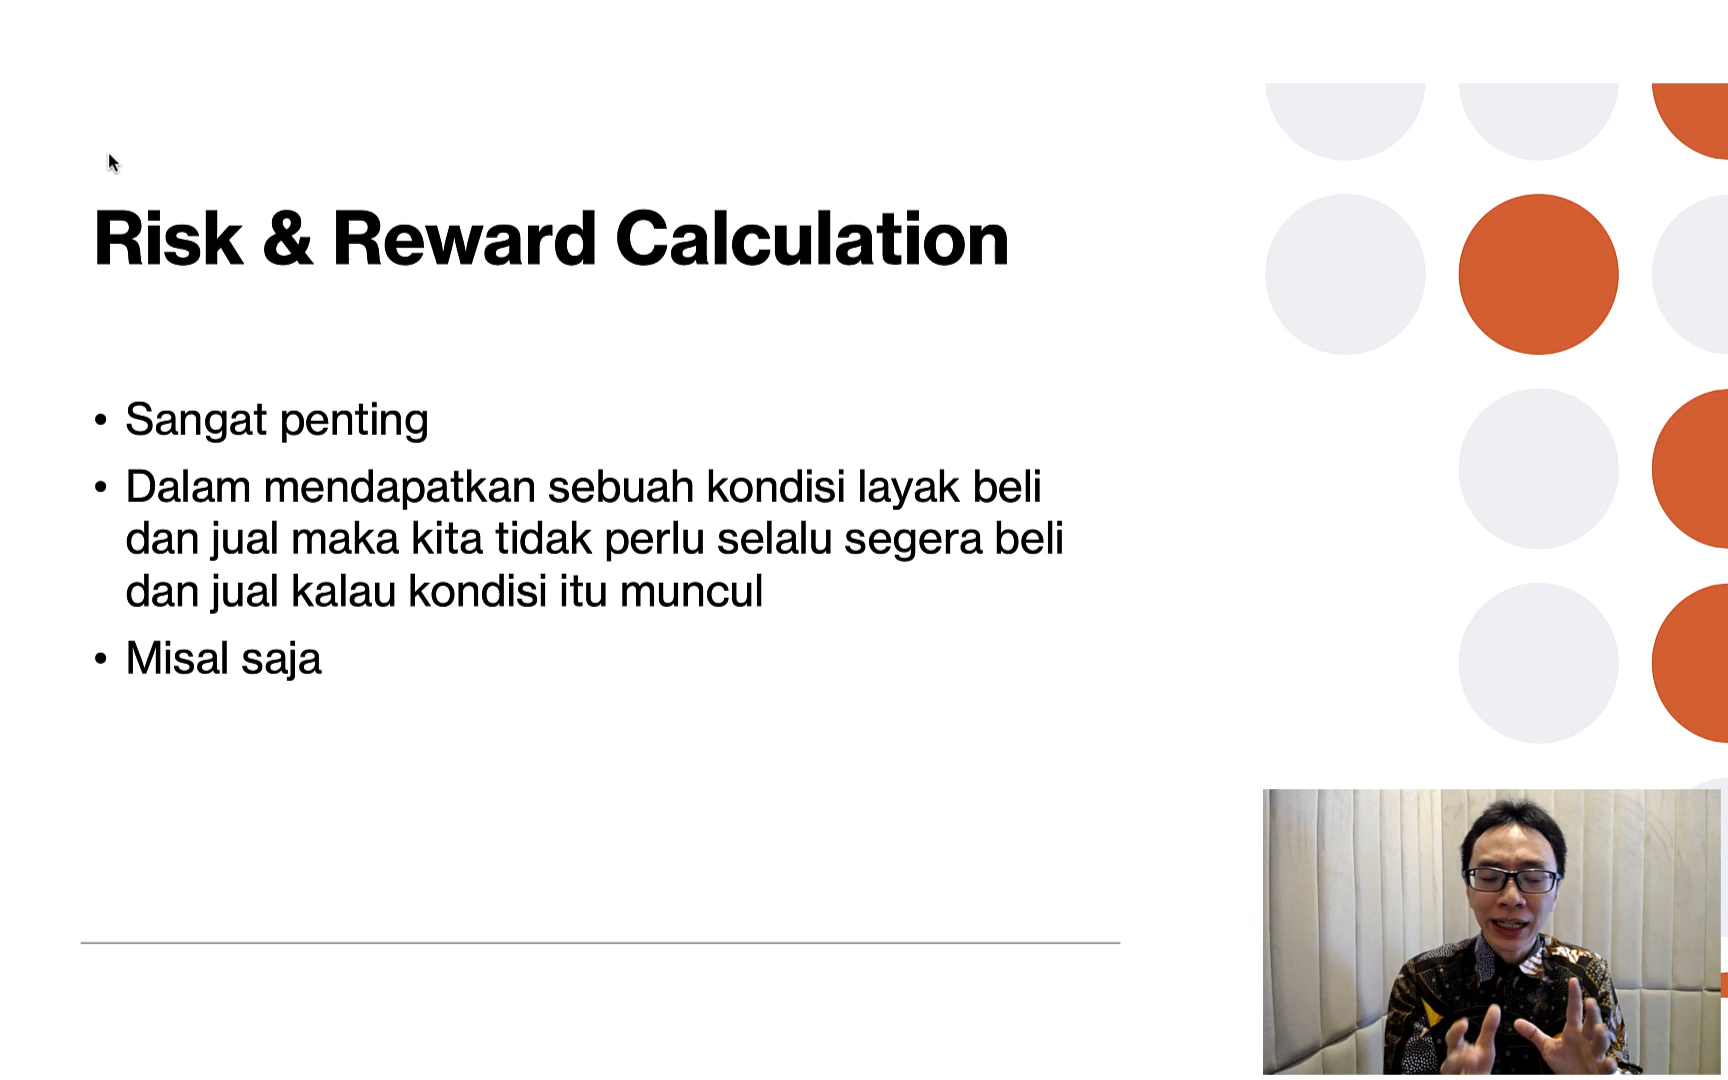 Risk & Reward Calculation
• Sangat penting
• Dalam mendapatkan sebuah kondisi layak beli
dan jual maka kita tidak perlu selalu segera beli
dan jual kalau kondisi itu muncul
• Misal saja